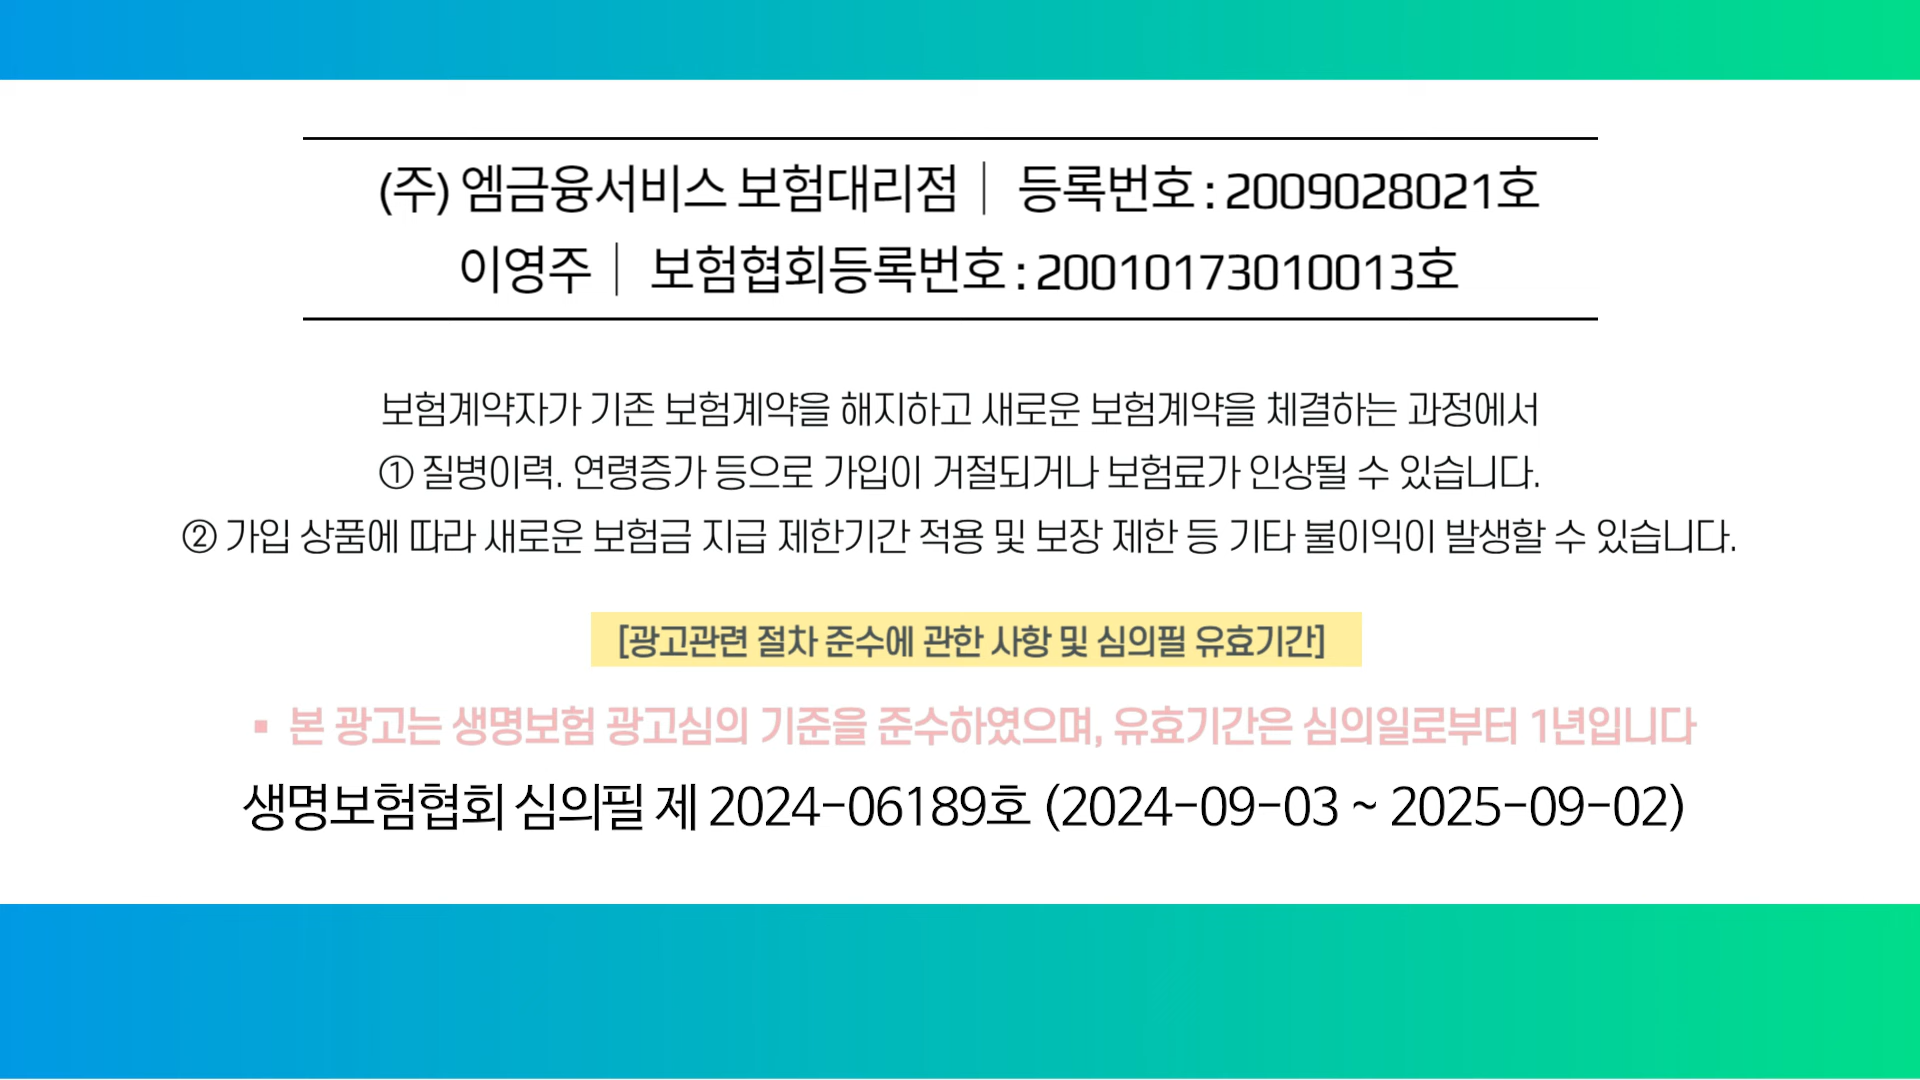 (주) 엠금융서비스 보험대리점│ 등록번호 : 2009028021호
이영주│ 보험협회등록번호 : 20010173010013호
보험계약자가 기존 보험계약을 해지하고 새로운 보험계약을 체결하는 과정에서
① 질병이력. 연령증가 등으로 가입이 거절되거나 보험료가 인상될 수 있습니다.
② 가입 상품에 따라 새로운 보험금 지급 제한기간 적용 및 보장 제한 등 기타 불이익이 발생할 수 있습니다.
[광고관련 절차 준수에 관한 사항 및 심의필 유효기간]
▪ 본 광고는 생명보험 광고심의 기준을 준수하였으며, 유효기간은 심의일로부터 1년입니다
생명보험협회 심의필 제 2024-06189호 (2024-09-03 ~ 2025-09-02)